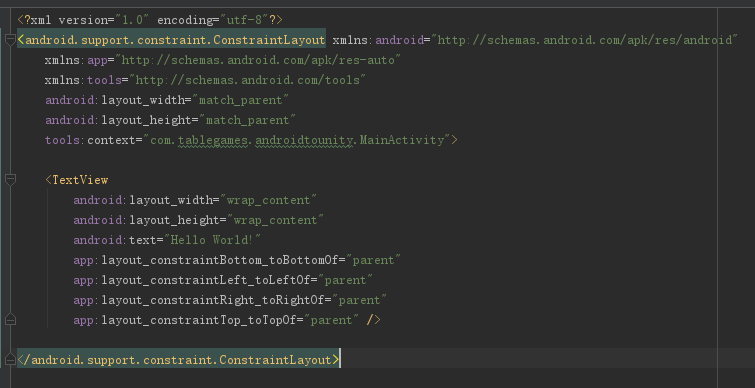 <?xml version="1.0" encoding="utf-8"?>
<android.support.constraint.ConstraintLayout xmlns:android="http://schemas.android.com/apk/res/android"
xmlns:app="http://schemas.android.com/apk/res-auto"
xmlns:tools="http://schemas.android.com/tools"
android:layout_width="match_parent"
android:layout_height="match_parent"
tools:context="com.tablegames.androidtounity.MainActivity">
<TextView
android:layout_width="wrap_content"
android:layout_height="wrap_content"
android:text="Hello World!"
app:layout_constraintBottom_toBottomOf="parent"
app:layout_constraintLeft_toLeftOf="parent"
app:layout_constraintRight_toRightOf="parent"
app:layout_constraintTop_toTopOf="parent" />
</android.support.constraint.ConstraintLayout>